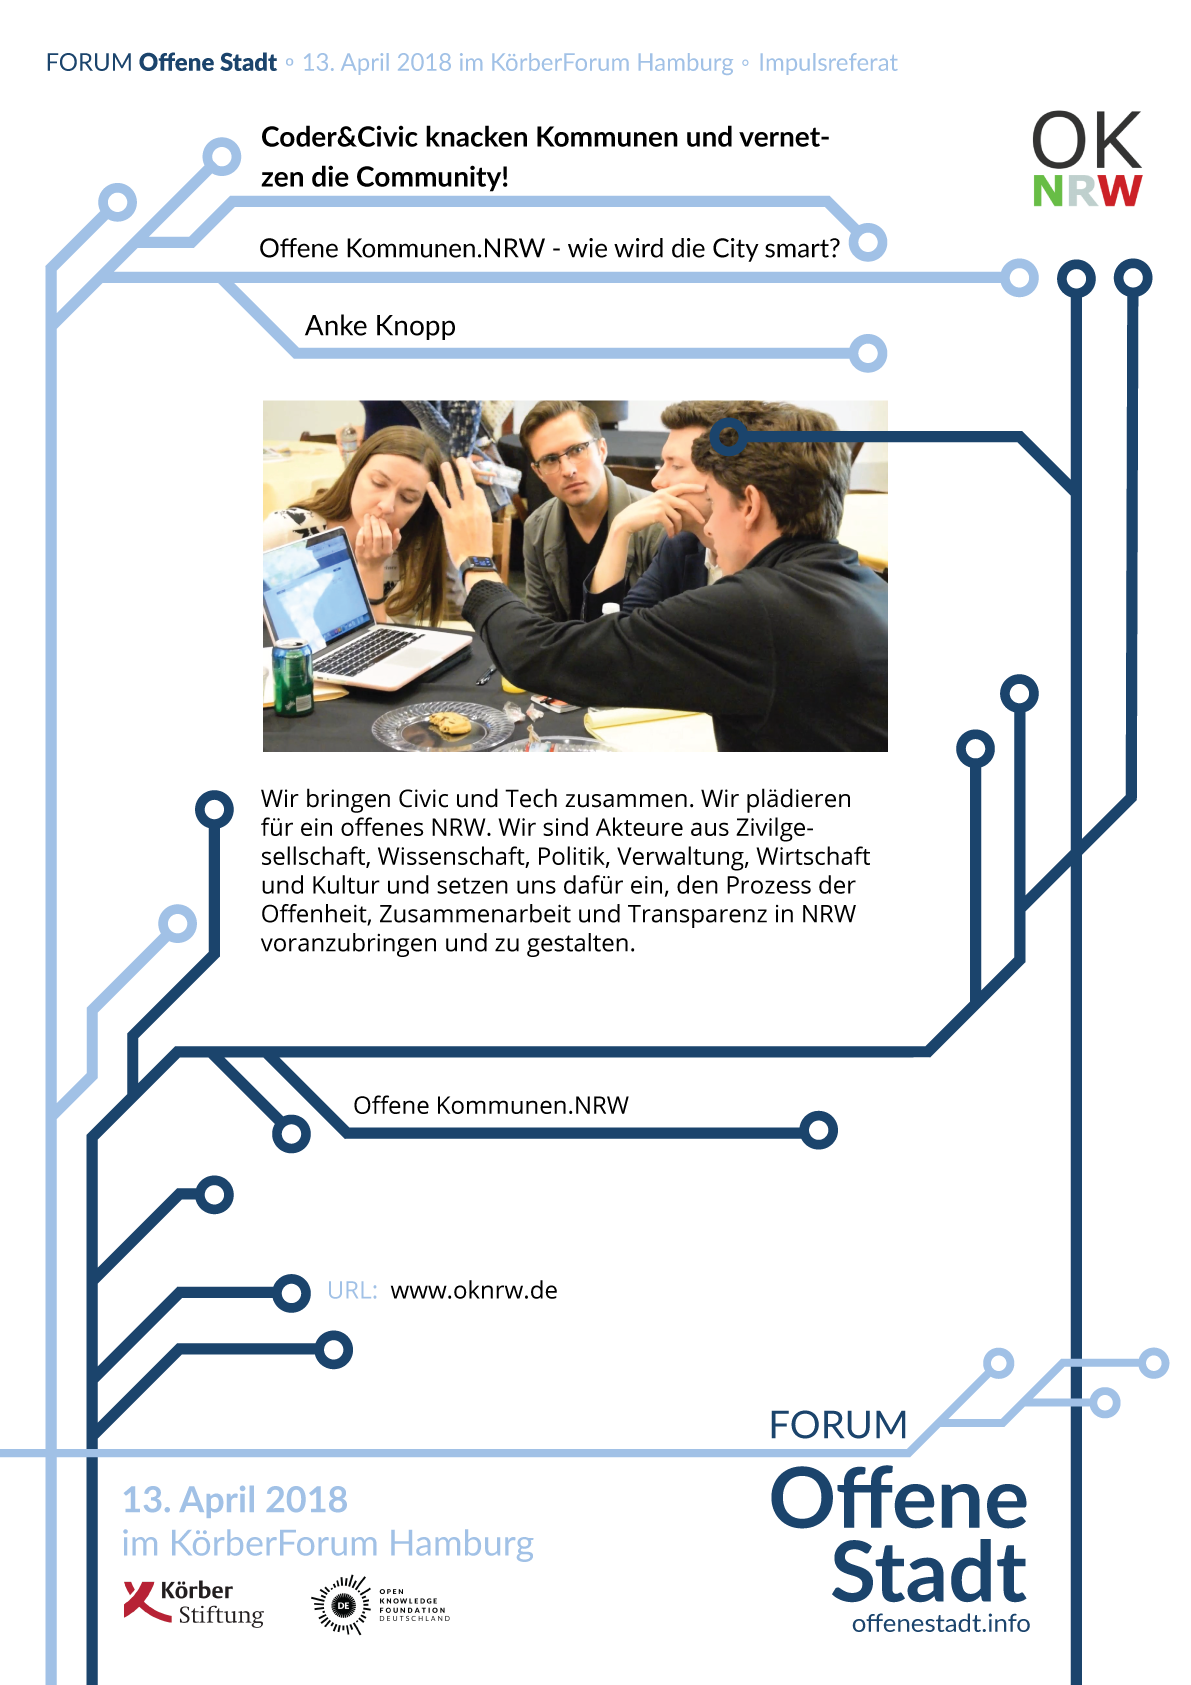 FORUM Offene Stadt ∘ 13. April 2018 im KörberForum Hamburg ∘ Impulsreferat
OK
NRW
Coder&Civic knacken Kommunen und vernet-
zen die Community!
Offene Kommunen.NRW - wie wird die City smart?
Anke Knopp
Wir bringen Civic und Tech zusammen. Wir plädieren
für ein offenes NRW. Wir sind Akteure aus Zivilge-
sellschaft, Wissenschaft, Politik, Verwaltung, Wirtschaft
und Kultur und setzen uns dafür ein, den Prozess der
Offenheit, Zusammenarbeit und Transparenz in NRW
voranzubringen und zu gestalten.
Offene Kommunen.NRW
URL: www.oknrw.de
FORUM
Offene
Stadt
offenestadt.info
13. April 2018
im KörberForum Hamburg
Körber
Stiftung
DE
OPEN
KNOWLEDGE
FOUNDATION
DEUTSCHLAND